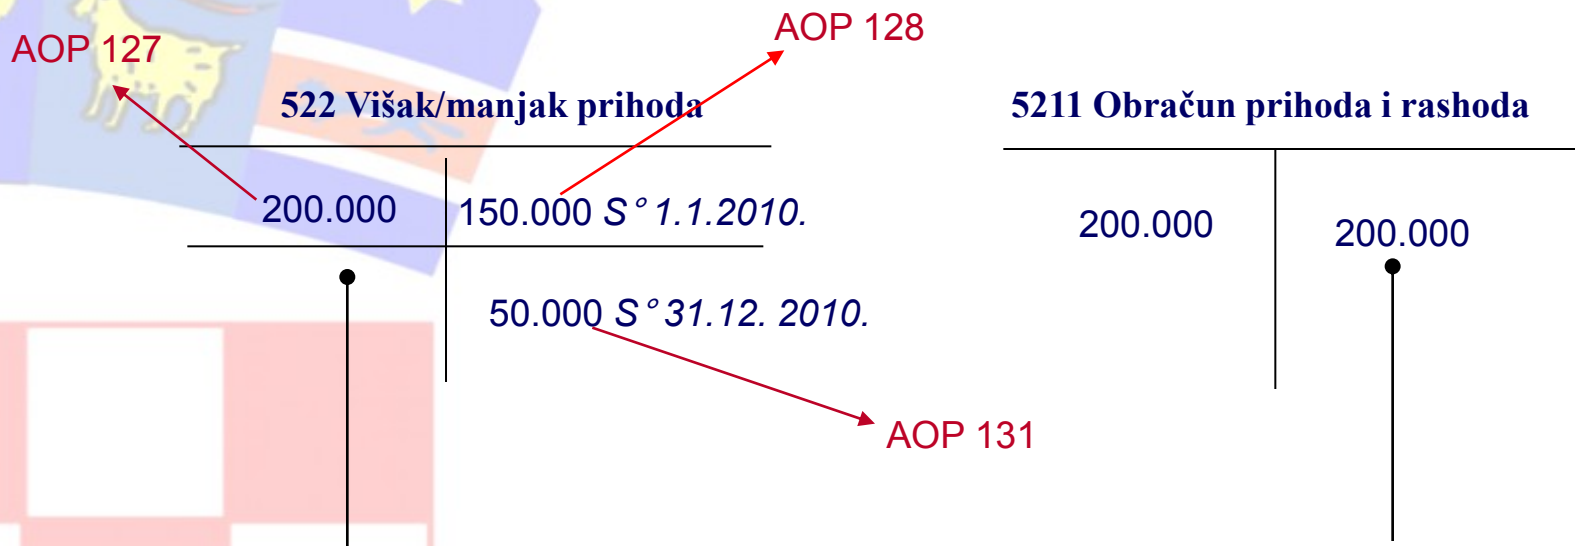 AOP 127
AOP 128
522 Višak/manjak prihoda
5211 Obračun prihoda i rashoda
200.000
150.000 S° 1.1.2010.
200.000
200.000
50.000 S° 31.12. 2010.
AOP 131